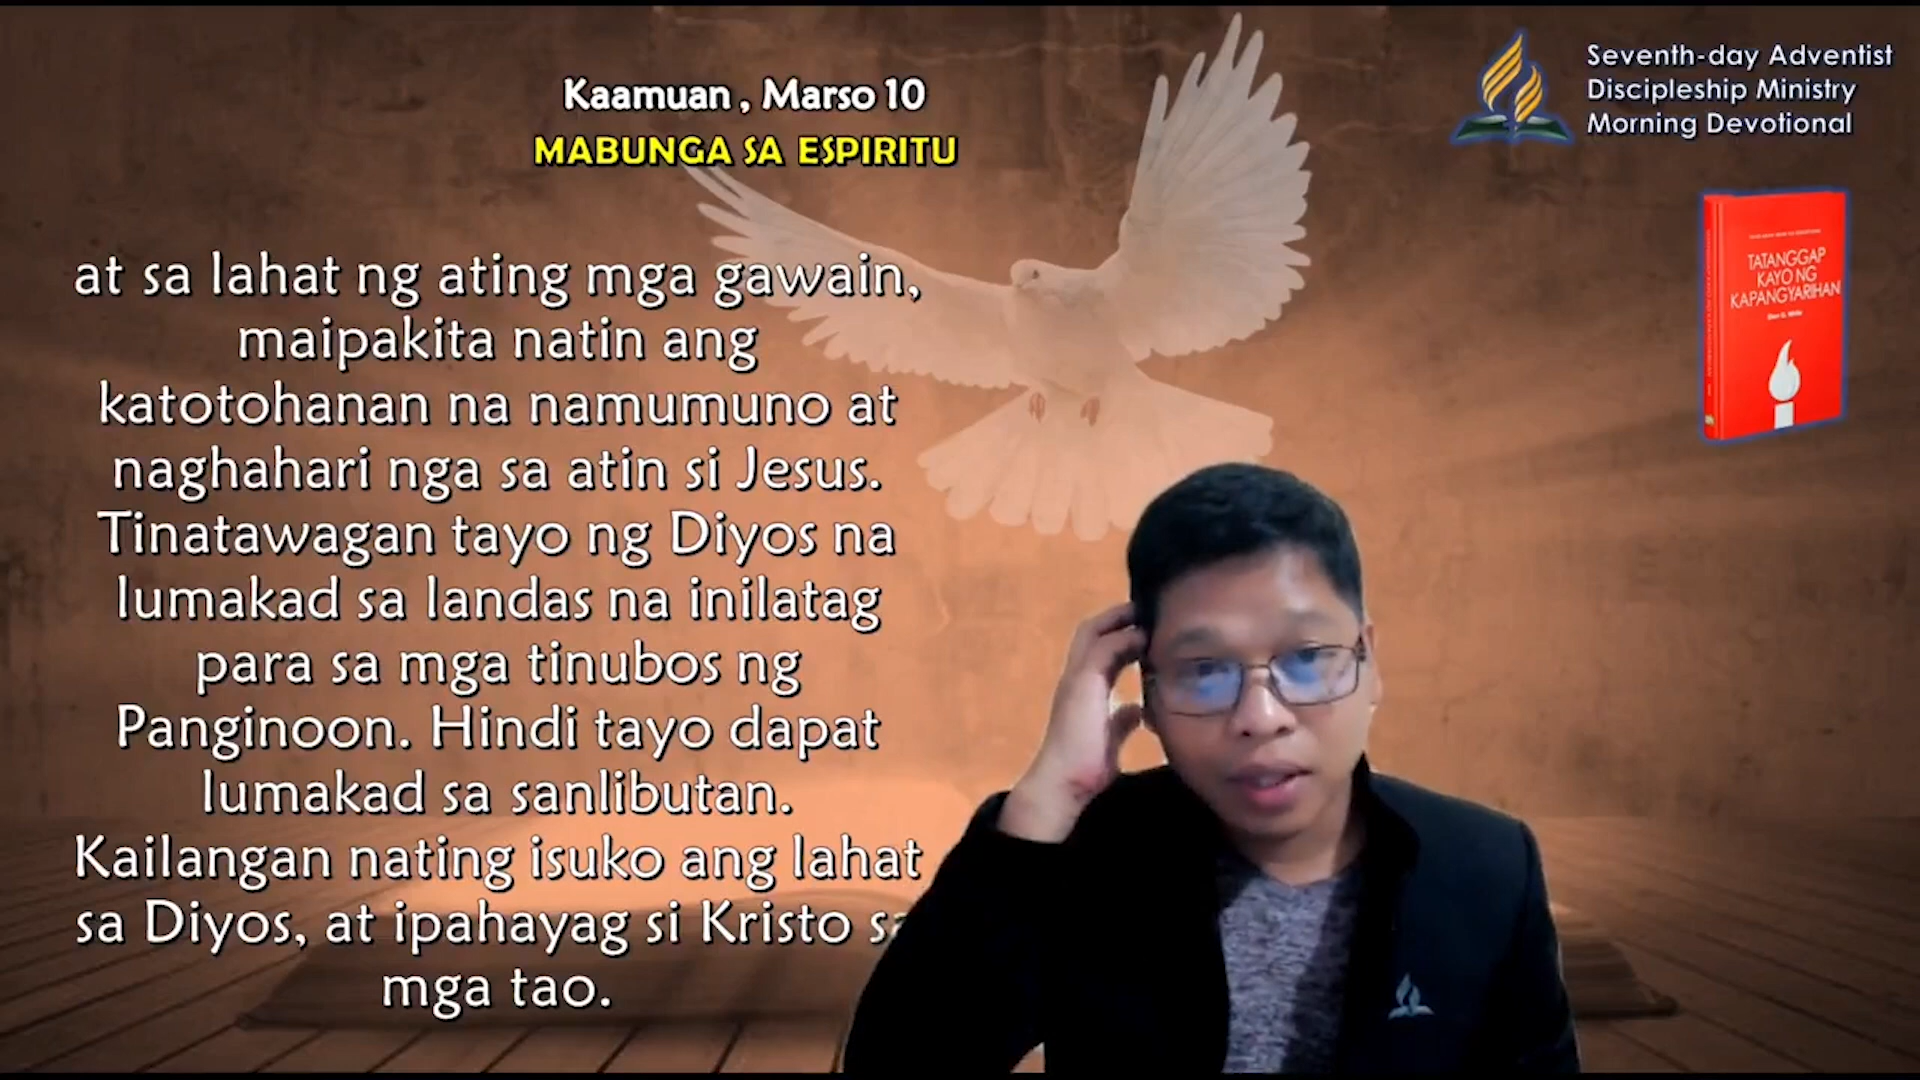 Kaamuan , Marso 10
MABUNGA SA ESPIRITU
Seventh-day Adventist
Discipleship Ministry
Morning Devotional
TATANGGAP
KAYO NG
KAPANGYARIHAN
at sa lahat ng ating mga gawain,
maipakita natin ang
katotohanan na namumuno at
naghahari nga sa atin si Jesus.
Tinatawagan tayo ng Diyos na
lumakad sa landas na inilatag
para sa mga tinubos ng
Panginoon. Hindi tayo dapat
lumakad sa sanlibutan.
Kailangan nating isuko ang lahat
sa Diyos, at ipahayag si Kristo sa
mga tao.